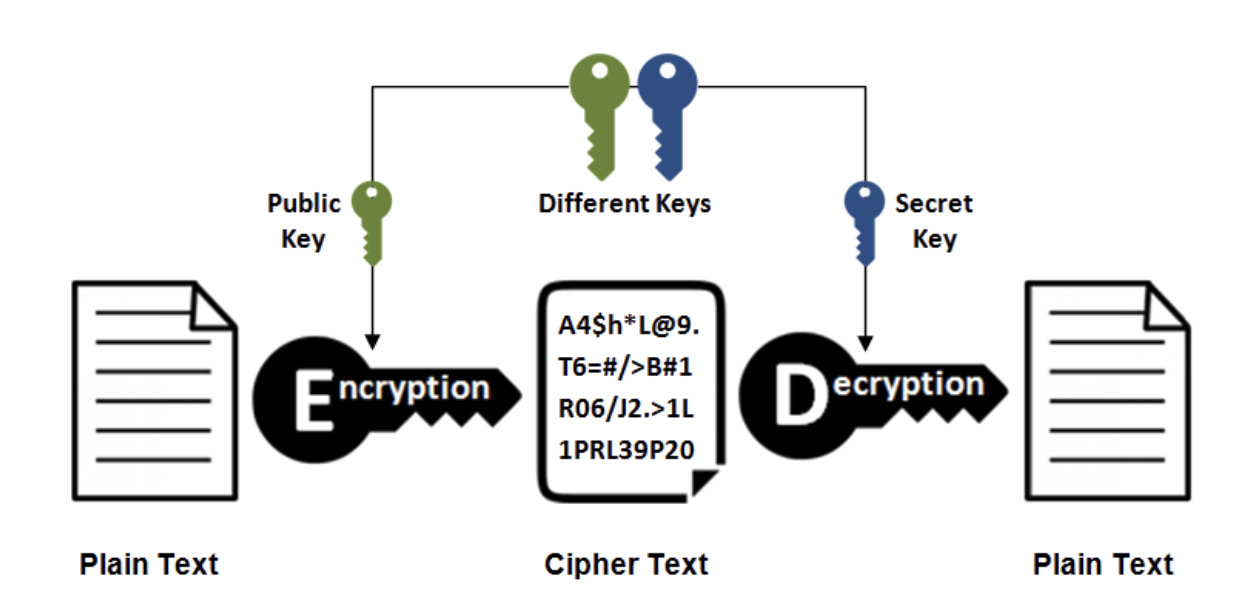 Public
Key
Different Keys
Secret
Key
Encryption
A4$h*L@9.
T6=#/>B#1
R06/J2.>1L
1PRL39P20
Decryption
Plain Text
Cipher Text
Plain Text